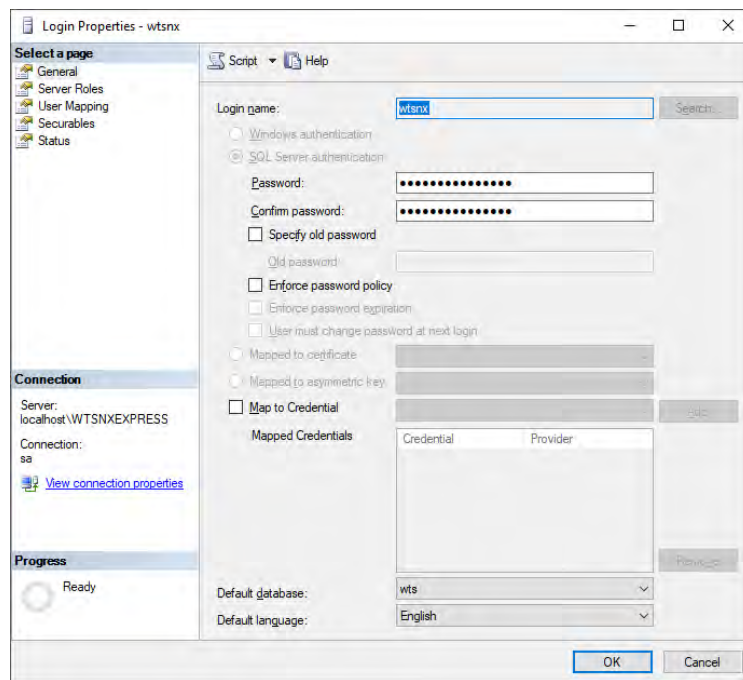 Login Properties - wtsnx
Select a page
General
Server Roles
User Mapping
Securables
Status
Script
Help
Login name:
wtsnx
Search...
Windows authentication
SQL Server authentication
Password:
●●●●●●●●●●●●●●●
Confirm password:
●●●●●●●●●●●●●●●
Specify old password
Old password:
Enforce password policy
Enforce password expiration
User must change password at next login
Mapped to certificate
Mapped to asymmetric key
Map to Credential
Add
Mapped Credentials
Credential Provider
Remove
Default database:
wts
Default language:
English
Connection
Server:
localhost\WTSNXEXPRESS
Connection:
sa
View connection properties
Progress
Ready
OK
Cancel